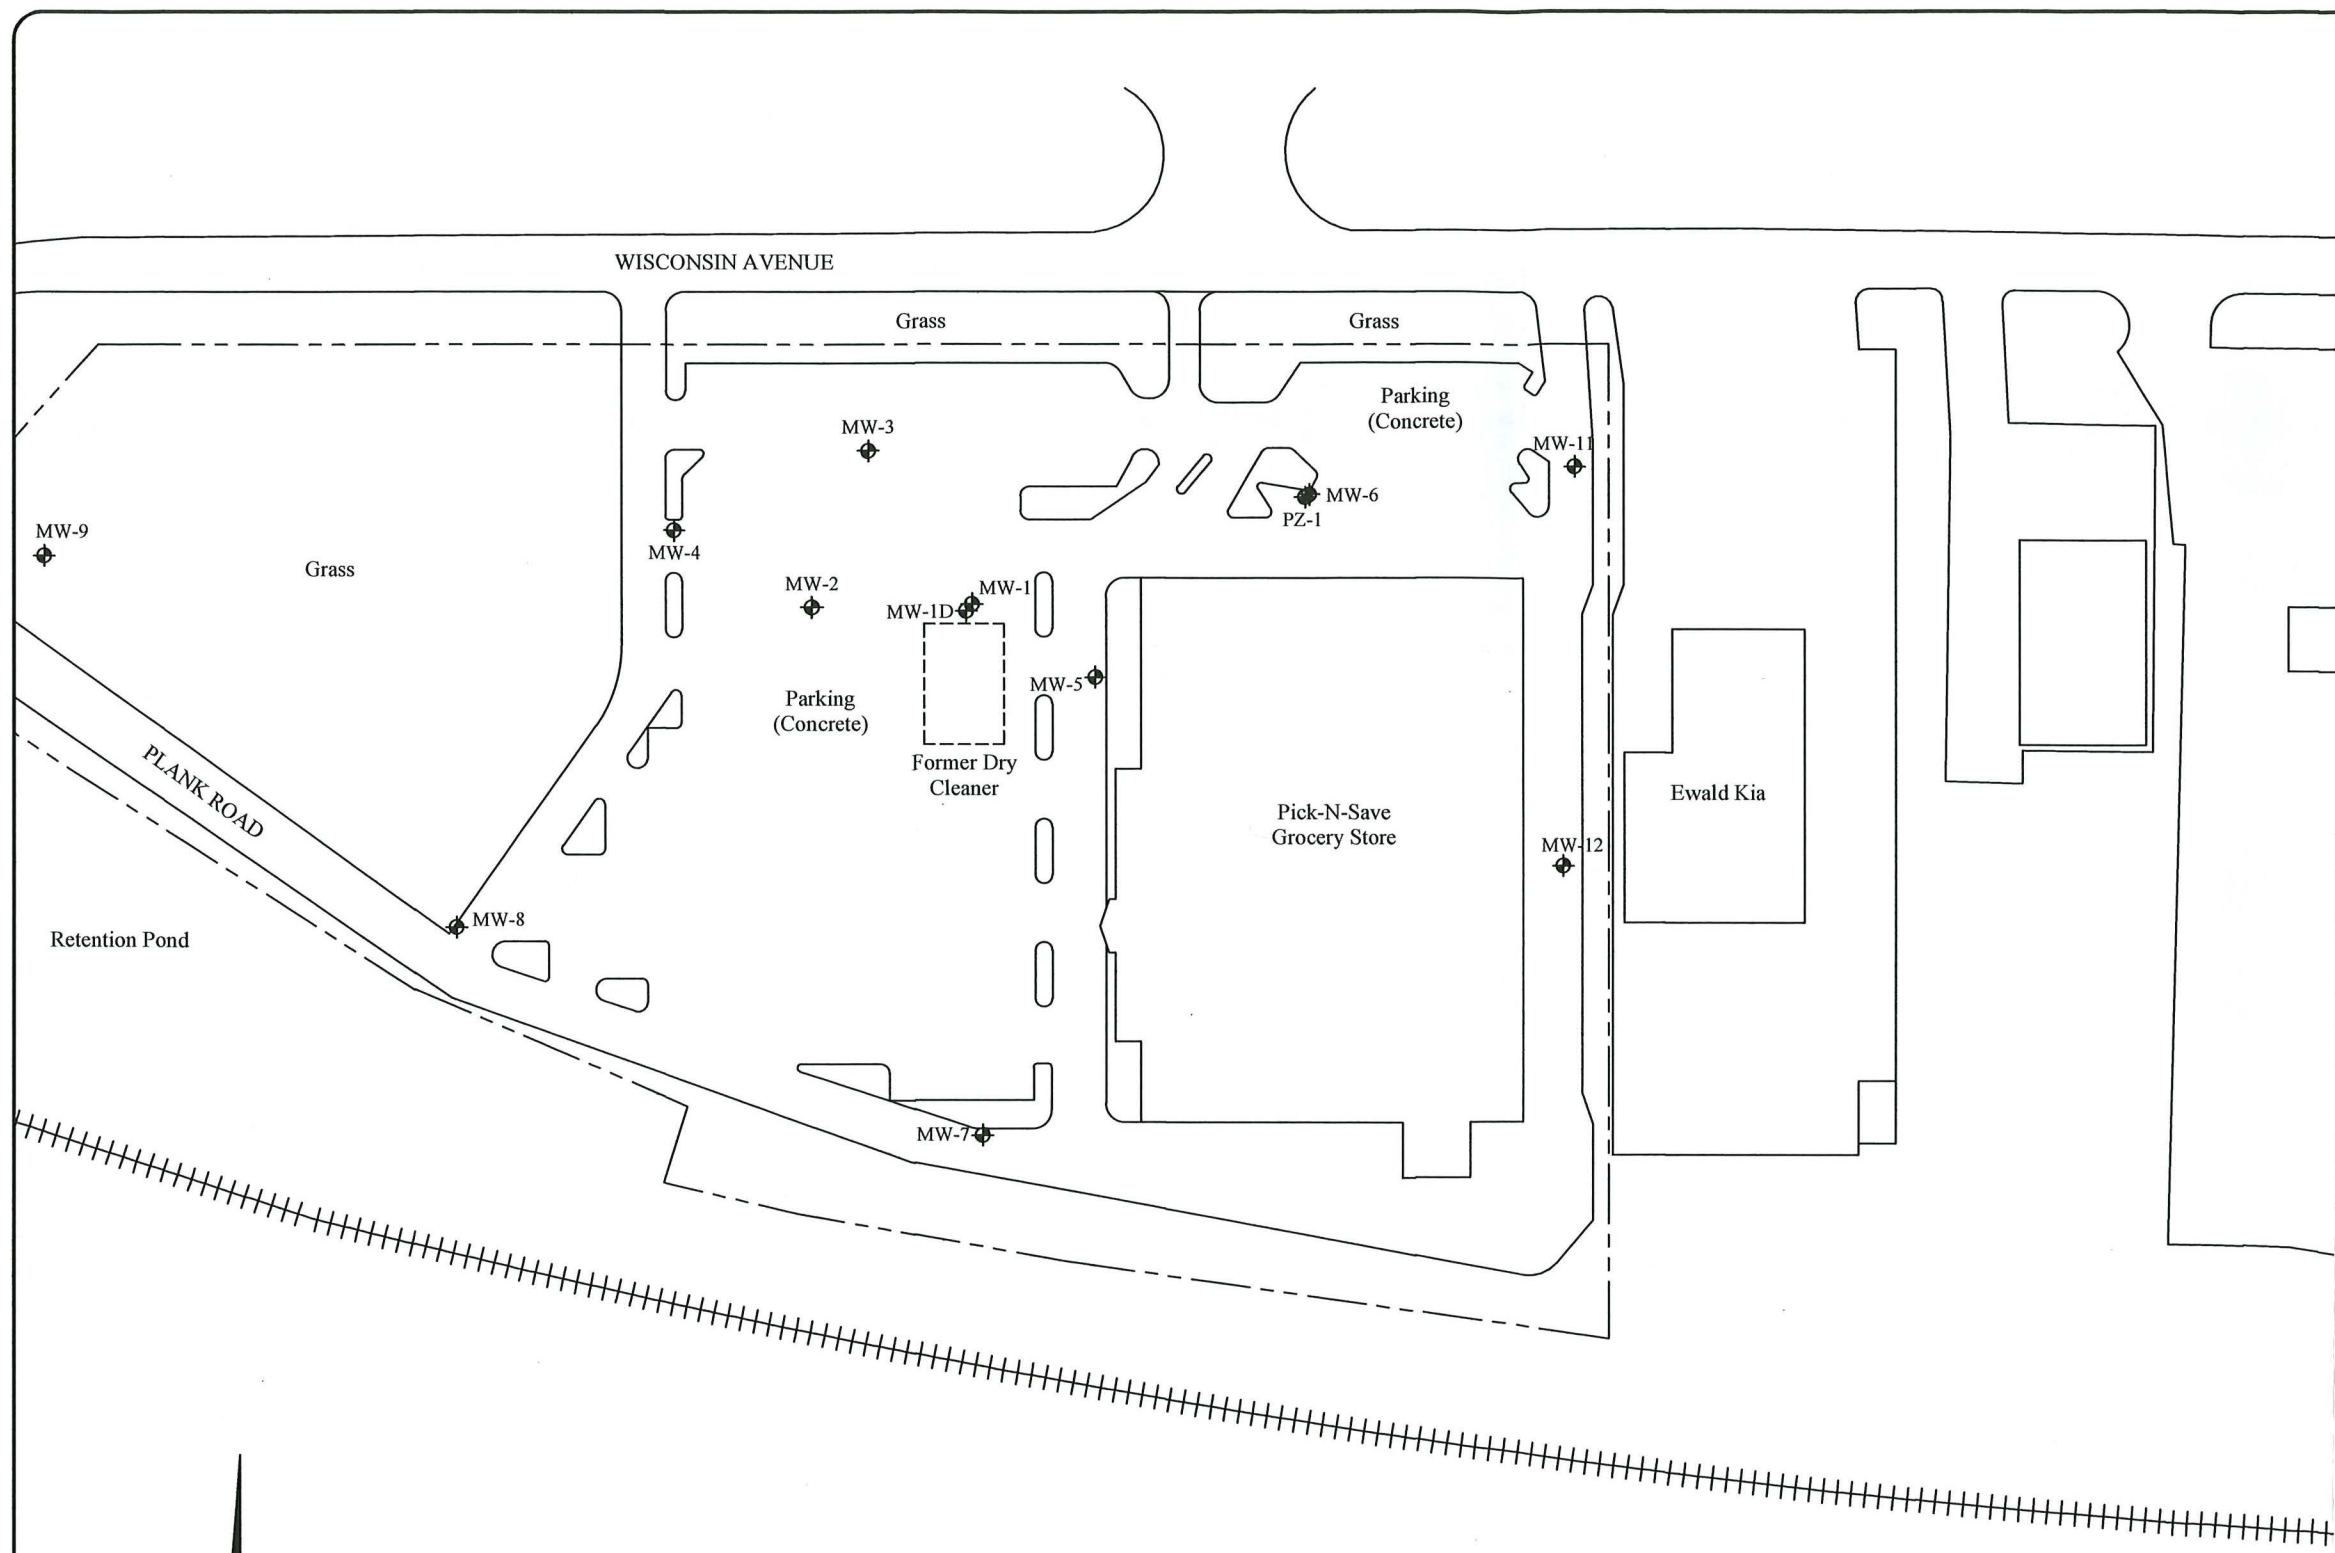 WISCONSIN AVENUE
Grass
Grass
Parking
(Concrete)
MW-3
MW-11
MW-6
PZ-1
MW-9
MW-4
Grass
MW-2
MW-1
MW-1D
MW-5
Parking
(Concrete)
Former Dry
Cleaner
PLANK ROAD
Pick-N-Save
Grocery Store
Ewald Kia
MW-12
MW-8
Retention Pond
MW-7